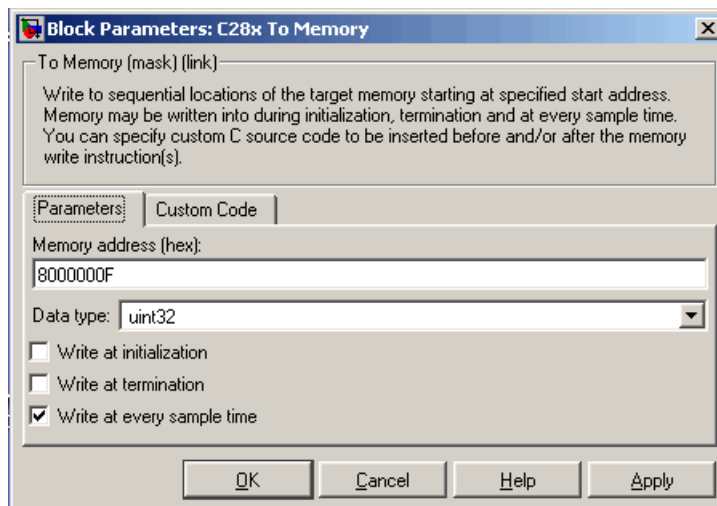 Block Parameters: C28x To Memory
To Memory (mask) (link)
Write to sequential locations of the target memory starting at specified start address.
Memory may be written into during initialization, termination and at every sample time.
You can specify custom C source code to be inserted before and/or after the memory
write instruction(s).
Parameters Custom Code
Memory address (hex):
8000000F
Data type: uint32
Write at initialization
Write at termination
Write at every sample time
OK Cancel Help Apply